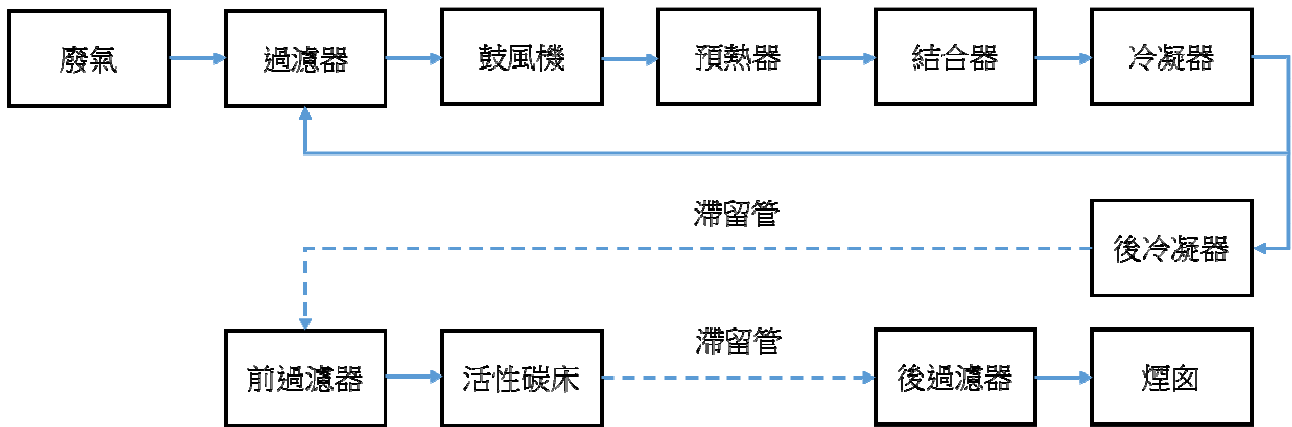 廢氣
過濾器
鼓風機
預熱器
結合器
冷凝器
滯留管
後冷凝器
前過濾器
活性碳床
滯留管
後過濾器
煙囪